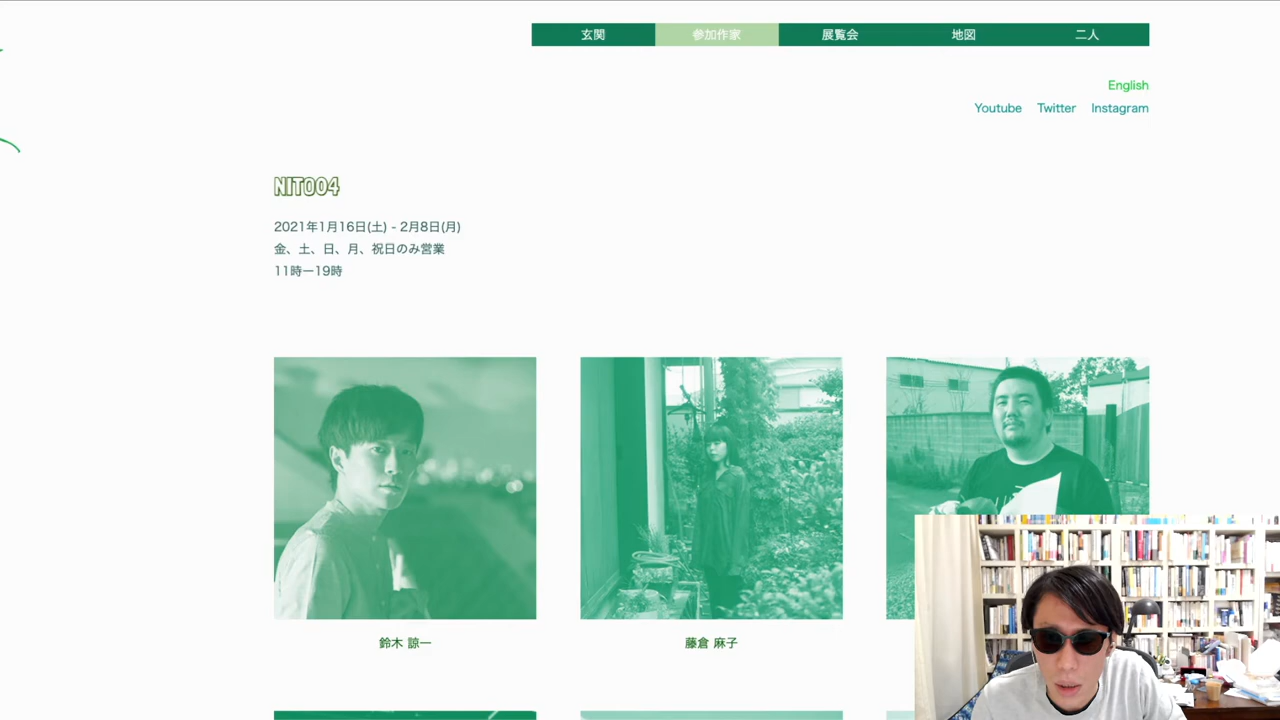 玄関
参加作家
展覧会
地図
二人
English
Youtube Twitter Instagram
NIT004
2021年1月16日(土) - 2月8日(月)
金、土、日、月、祝日のみ営業
11時ー19時
鈴木 諒一
藤倉 麻子